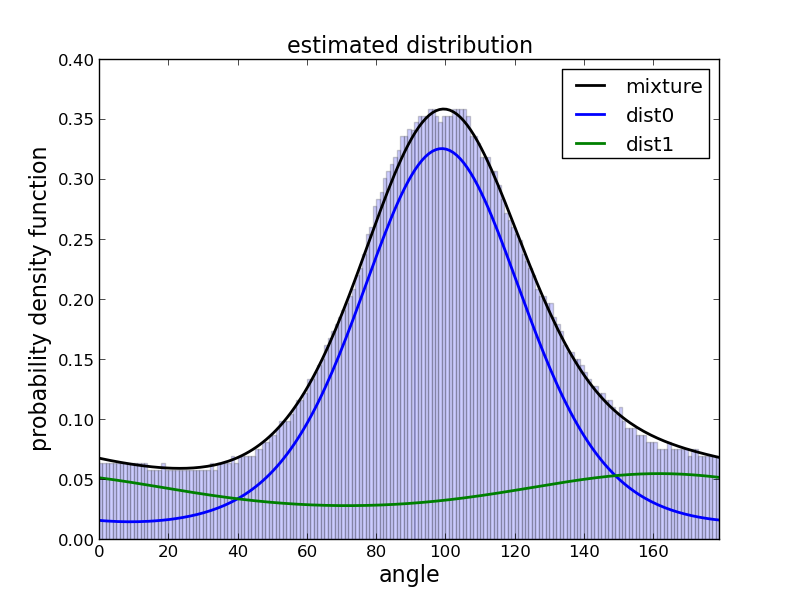 estimated distribution
mixture
dist0
dist1
probability density function
0.40
0.35
0.30
0.25
0.20
0.15
0.10
0.05
0.00
0 20 40 60 80 100 120 140 160
angle